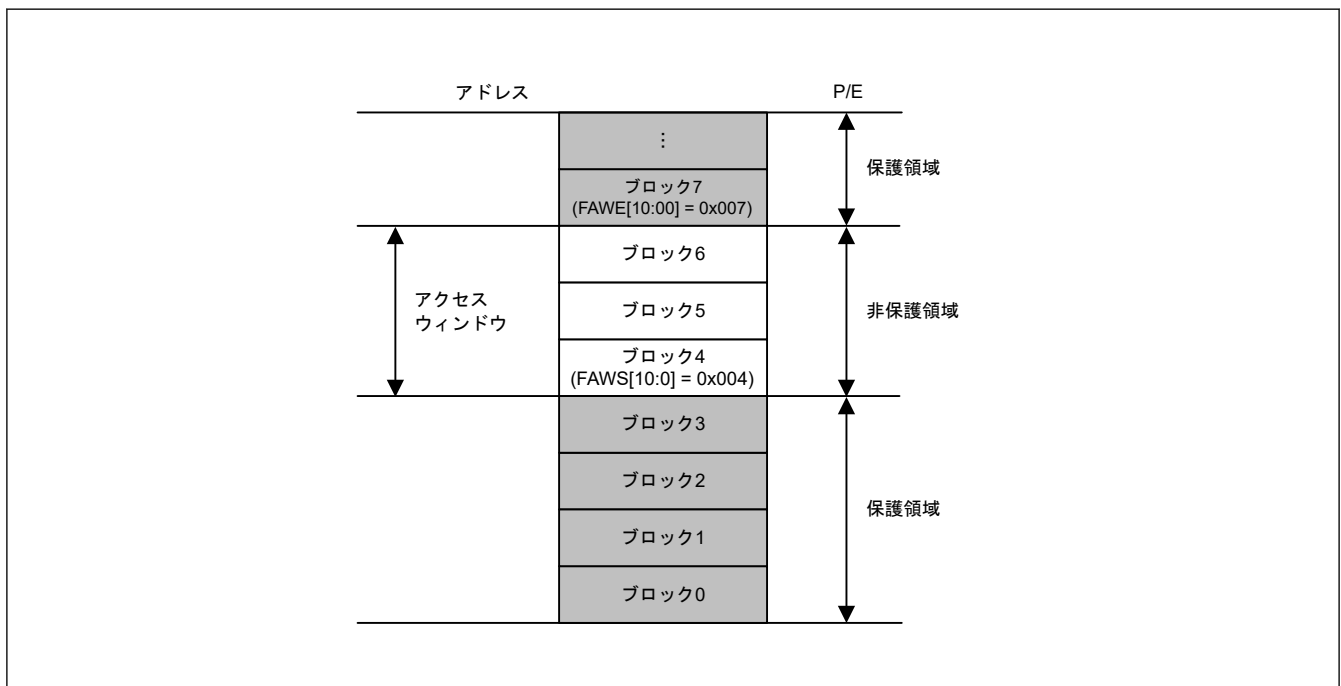 アドレス
P/E
⋮
保護領域
ブロック7
(FAWE[10:00] = 0x007)
ブロック6
アクセス
ウィンドウ
ブロック5
非保護領域
ブロック4
(FAWS[10:0] = 0x004)
ブロック3
ブロック2
保護領域
ブロック1
ブロック0